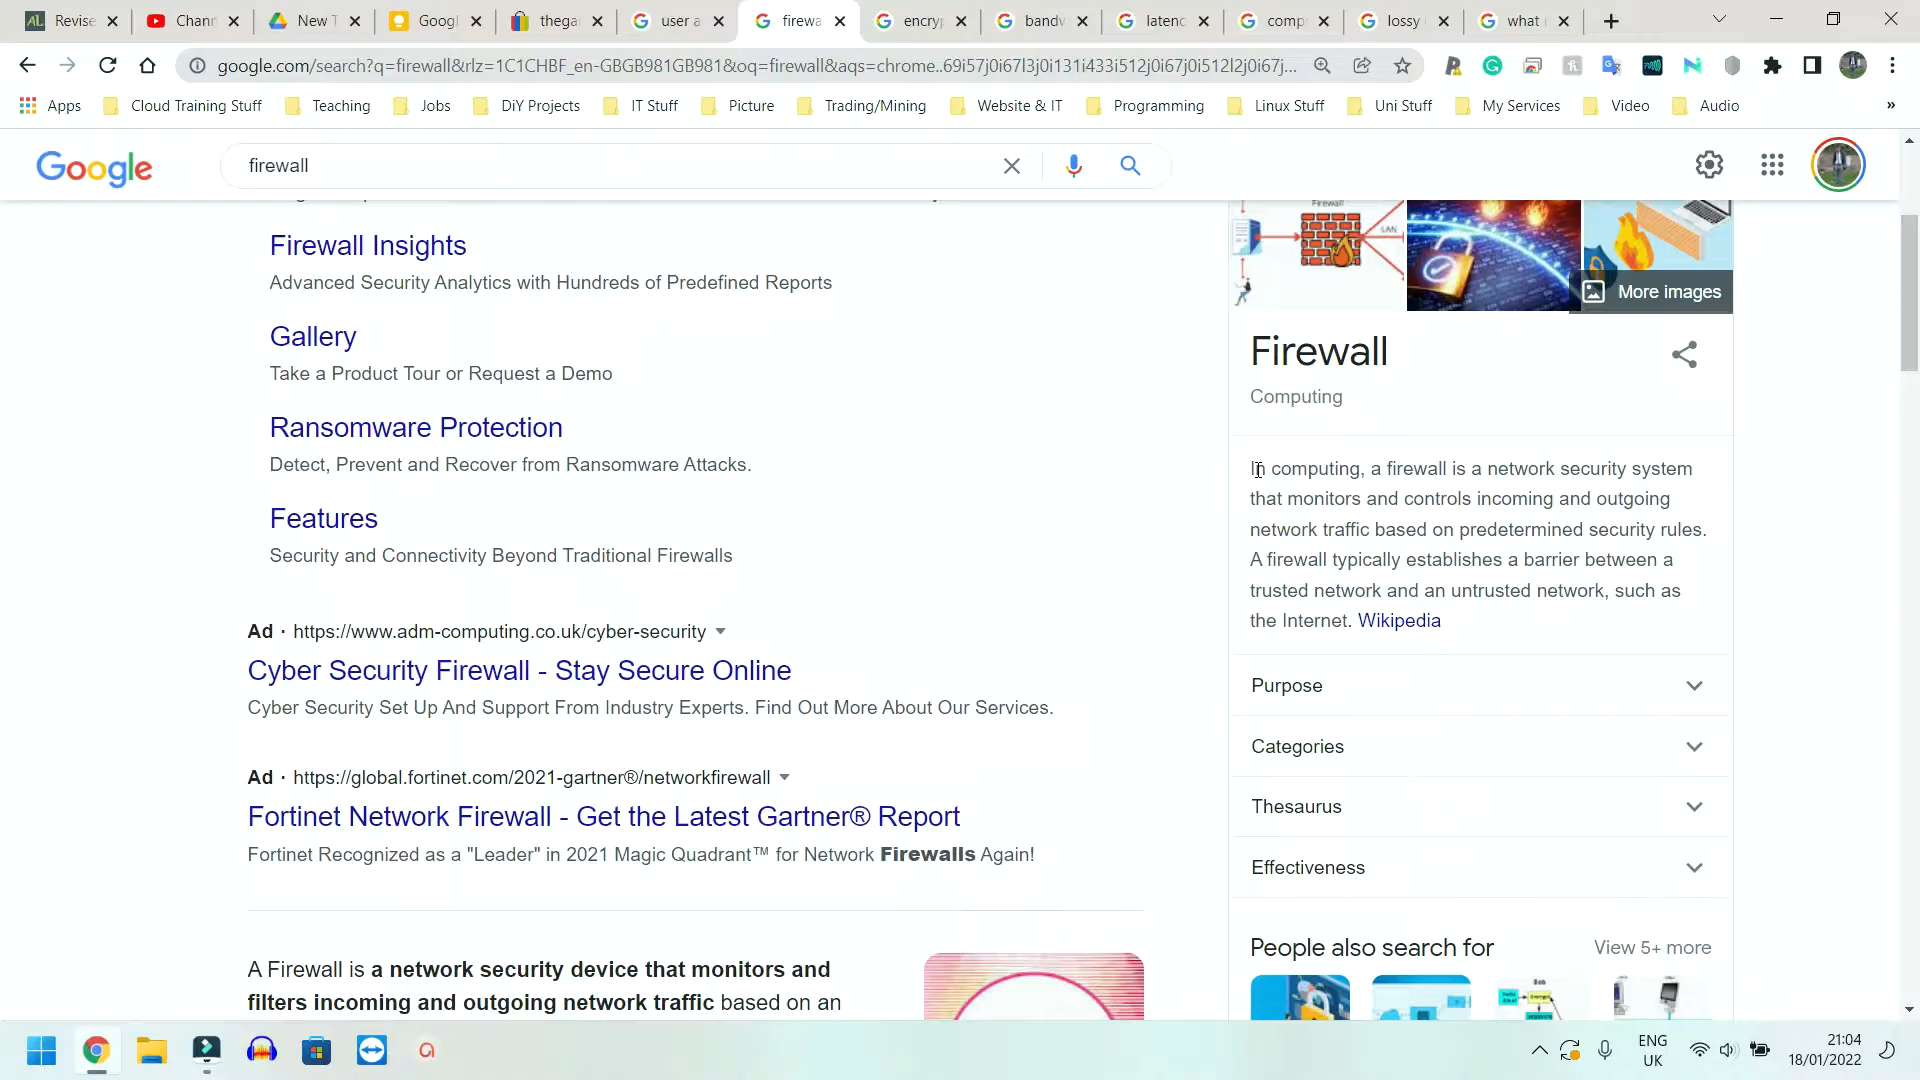 Revise
Chann
New T
Googl
thega
user a
firewa
encryp
bandw
latenc
comp
lossy
what
google.com/search?q=firewall&rlz=1C1CHBF_en-GBGB981GB981&oq=firewall&aqs=chrome..69i57j0i67l3j0i131i433i512j0i67j0i512l2j0i67j...
Apps
Cloud Training Stuff
Teaching
Jobs
DiY Projects
IT Stuff
Picture
Trading/Mining
Website & IT
Programming
Linux Stuff
Uni Stuff
My Services
Video
Audio
»
Google
firewall
Firewall Insights
Advanced Security Analytics with Hundreds of Predefined Reports
Gallery
Take a Product Tour or Request a Demo
Ransomware Protection
Detect, Prevent and Recover from Ransomware Attacks.
Features
Security and Connectivity Beyond Traditional Firewalls
Ad · https://www.adm-computing.co.uk/cyber-security
Cyber Security Firewall - Stay Secure Online
Cyber Security Set Up And Support From Industry Experts. Find Out More About Our Services.
Ad · https://global.fortinet.com/2021-gartner®/networkfirewall
Fortinet Network Firewall - Get the Latest Gartner® Report
Fortinet Recognized as a "Leader" in 2021 Magic Quadrant™ for Network Firewalls Again!
A Firewall is a network security device that monitors and
filters incoming and outgoing network traffic based on an
Firewall
LAN
More images
Firewall
Computing
In computing, a firewall is a network security system
that monitors and controls incoming and outgoing
network traffic based on predetermined security rules.
A firewall typically establishes a barrier between a
trusted network and an untrusted network, such as
the Internet. Wikipedia
Purpose
Categories
Thesaurus
Effectiveness
People also search for
View 5+ more
Bob
ENG
UK
21:04
18/01/2022